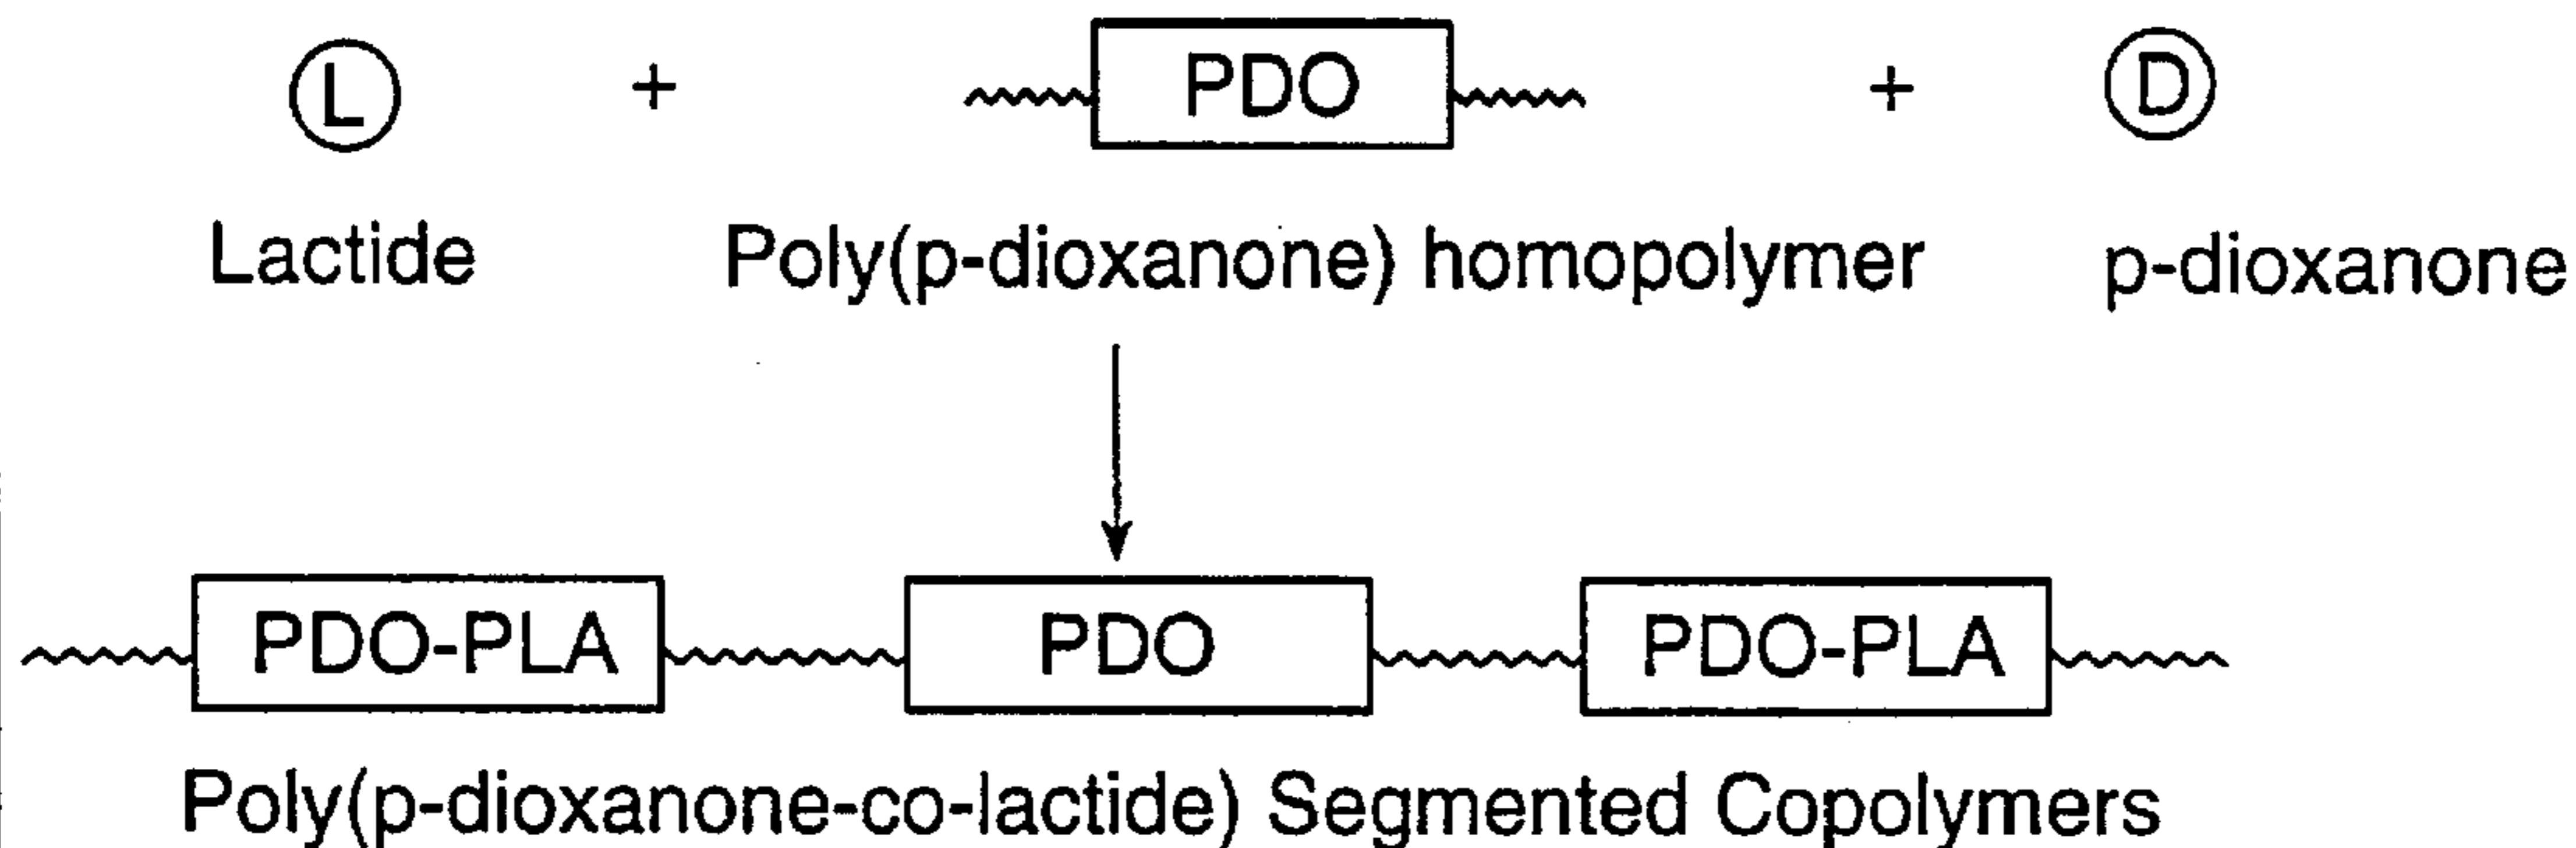 L + PDO + D
Lactide Poly(p-dioxanone) homopolymer p-dioxanone
PDO-PLA PDO PDO-PLA
Poly(p-dioxanone-co-lactide) Segmented Copolymers